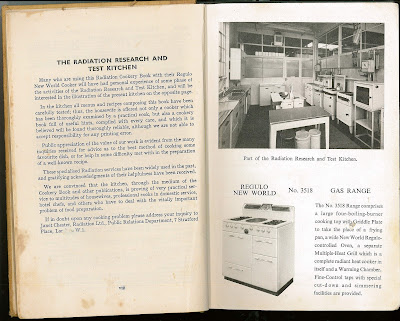 THE RADIATION RESEARCH AND
TEST KITCHEN
Many who are using this Radiation Cookery Book with their Regulo
New World Cooker will have had personal experience of some phase of
the activities of the Radiation Research and Test Kitchen, and will be
interested in the illustration of the present kitchen on the opposite page.
In the kitchen all menus and recipes composing this book have been
carefully tested; thus, the housewife is offered not only a cooker which
has been thoroughly examined by a practical cook, but also a cookery
book full of useful hints, compiled with every care, and which it is
believed will be found thoroughly reliable, although we are not able to
accept responsibility for any printing error.
Public appreciation of the value of our work is evident from the many
inquiries received for advice as to the best method of cooking some
favourite dish, or for help in some difficulty met with in the preparation
of a well known recipe.
These specialised Radiation services have been widely used in the past,
and gratifying acknowledgments of their helpfulness have been received.
We are convinced that the kitchen, through the medium of the
Cookery Book and other publications, is proving of very practical ser-
vice to multitudes of housewives, professional cooks in domestic service,
hotel chefs, and others who have to deal with the vitally important
problem of food preparation.
If in doubt upon any cooking problem please address your inquiry to
Janet Chester, Radiation Ltd., Public Relations Department, 7 Stratford
Place, W.1.
viii
Part of the Radiation Research and Test Kitchen.
REGULO
NEW WORLD No. 3518 GAS RANGE
The No. 3518 Range comprises
a large four-boiling-burner
cooking top with Griddle Plate
to take the place of a frying
pan, a wide New World Regulo-
controlled Oven, a separate
Multiple-Heat Grill which is a
complete radiant heat cooker in
itself and a Warming Chamber.
Fine-Control taps with special
cut-down and simmering
facilities are provided.